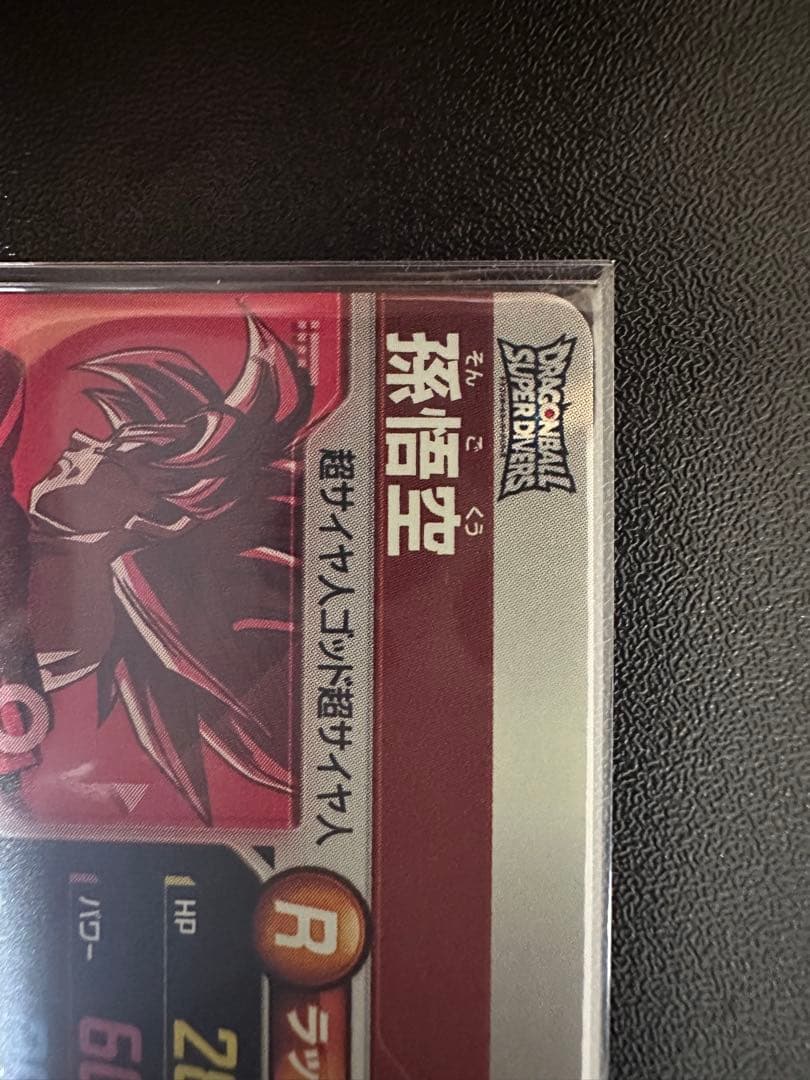 DRAGONBALL
SUPER DIVERS
そん ご くう
孫悟空
超サイヤ人ゴッド超サイヤ人
R
HP
パワー